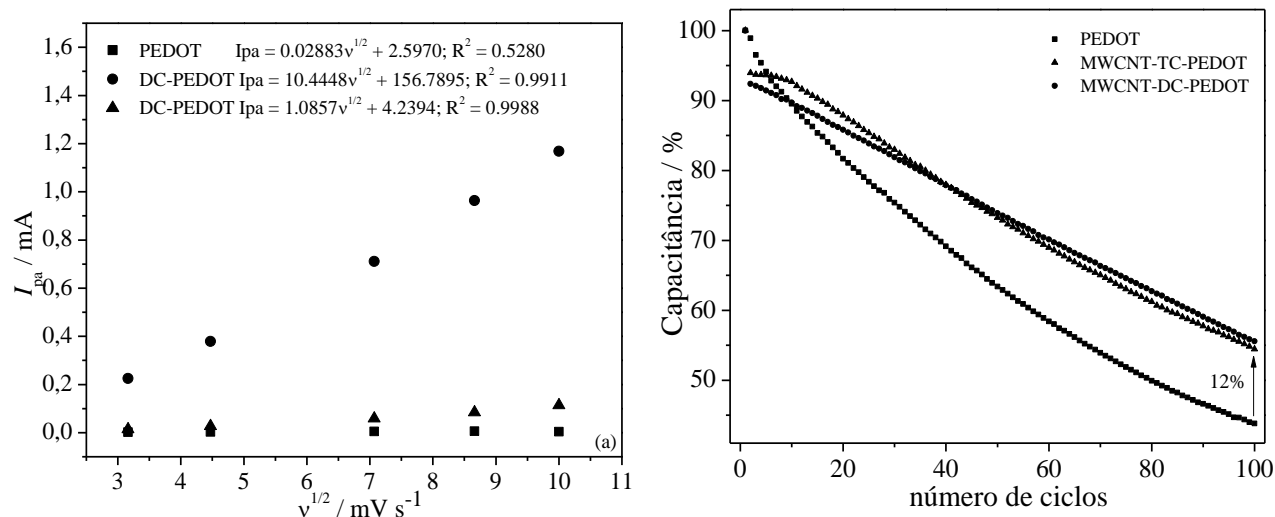 1,6
1,4
1,2
1,0
0,8
0,6
0,4
0,2
0,0
I_pa / mA
PEDOT Ipa = 0.02883ν^1/2 + 2.5970; R^2 = 0.5280
DC-PEDOT Ipa = 10.4448ν^1/2 + 156.7895; R^2 = 0.9911
DC-PEDOT Ipa = 1.0857ν^1/2 + 4.2394; R^2 = 0.9988
(a)
3 4 5 6 7 8 9 10 11
ν^1/2 / mV s^-1
100
90
80
70
60
50
Capacitância / %
PEDOT
MWCNT-TC-PEDOT
MWCNT-DC-PEDOT
12%
0 20 40 60 80 100
número de ciclos